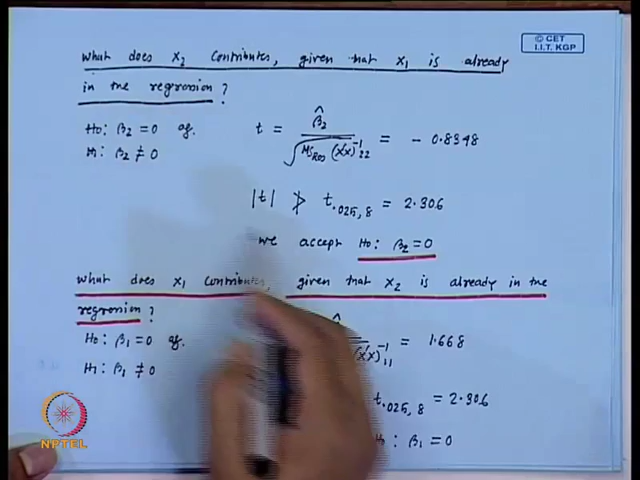 © CET
I.I.T. KGP
What does x₂ contributes, given that x₁ is already
in the regression ?
H₀: β₂ = 0 ag.
H₁: β₂ ≠ 0
t = β̂₂ / √(MS_Res (X'X)⁻¹₂₂) = - 0.8348
|t| ≯ t.025,8 = 2.306
we accept H₀: β₂=0
What does x₁ contributes, given that x₂ is already in the
regression ?
H₀: β₁ = 0 ag.
H₁: β₁ ≠ 0
(X'X)⁻¹₁₁ = 1.668
t.025,8 = 2.306
: β₁ = 0
NPTEL